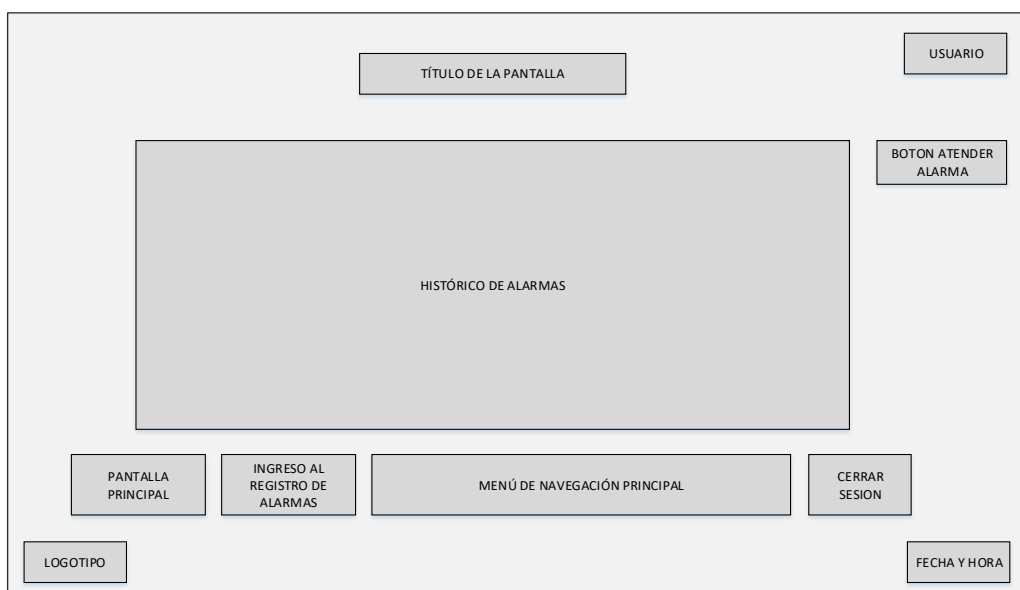 USUARIO
TÍTULO DE LA PANTALLA
BOTON ATENDER
ALARMA
HISTÓRICO DE ALARMAS
PANTALLA
PRINCIPAL
INGRESO AL
REGISTRO DE
ALARMAS
MENÚ DE NAVEGACIÓN PRINCIPAL
CERRAR
SESION
LOGOTIPO
FECHA Y HORA